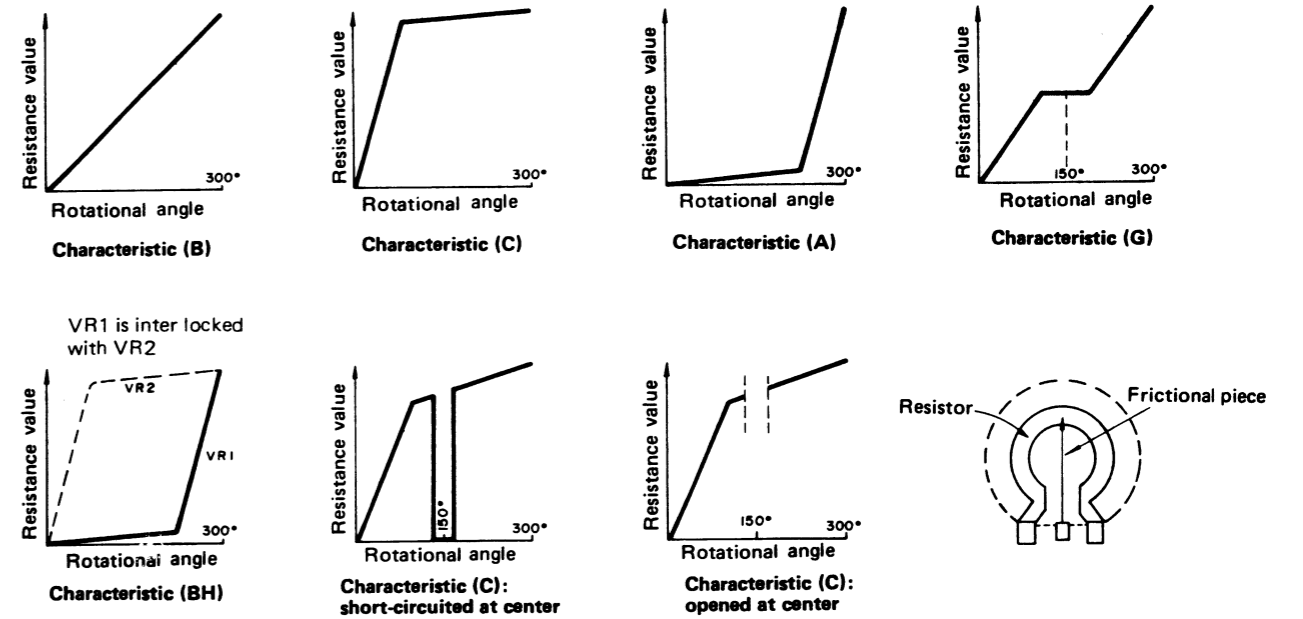 Resistance value
300°
Rotational angle
Characteristic (B)
Resistance value
300°
Rotational angle
Characteristic (C)
Resistance value
300°
Rotational angle
Characteristic (A)
Resistance value
150°
300°
Rotational angle
Characteristic (G)
VR1 is inter locked
with VR2
Resistance value
VR2
VR1
300°
Rotational angle
Characteristic (BH)
Resistance value
150°
300°
Rotational angle
Characteristic (C):
short-circuited at center
Resistance value
150°
300°
Rotational angle
Characteristic (C):
opened at center
Resistor
Frictional piece